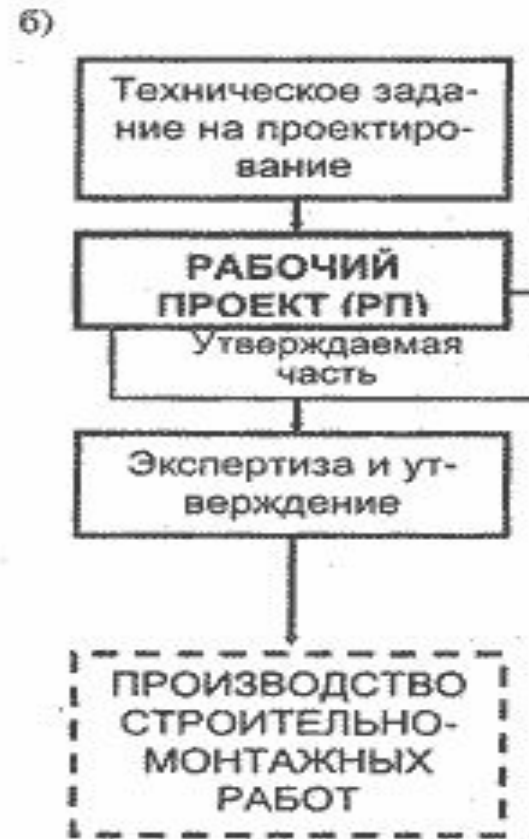 б)
Техническое зада-
ние на проектиро-
вание
РАБОЧИЙ
ПРОЕКТ (РП)
Утверждаемая
часть
Экспертиза и ут-
верждение
ПРОИЗВОДСТВО
СТРОИТЕЛЬНО-
МОНТАЖНЫХ
РАБОТ